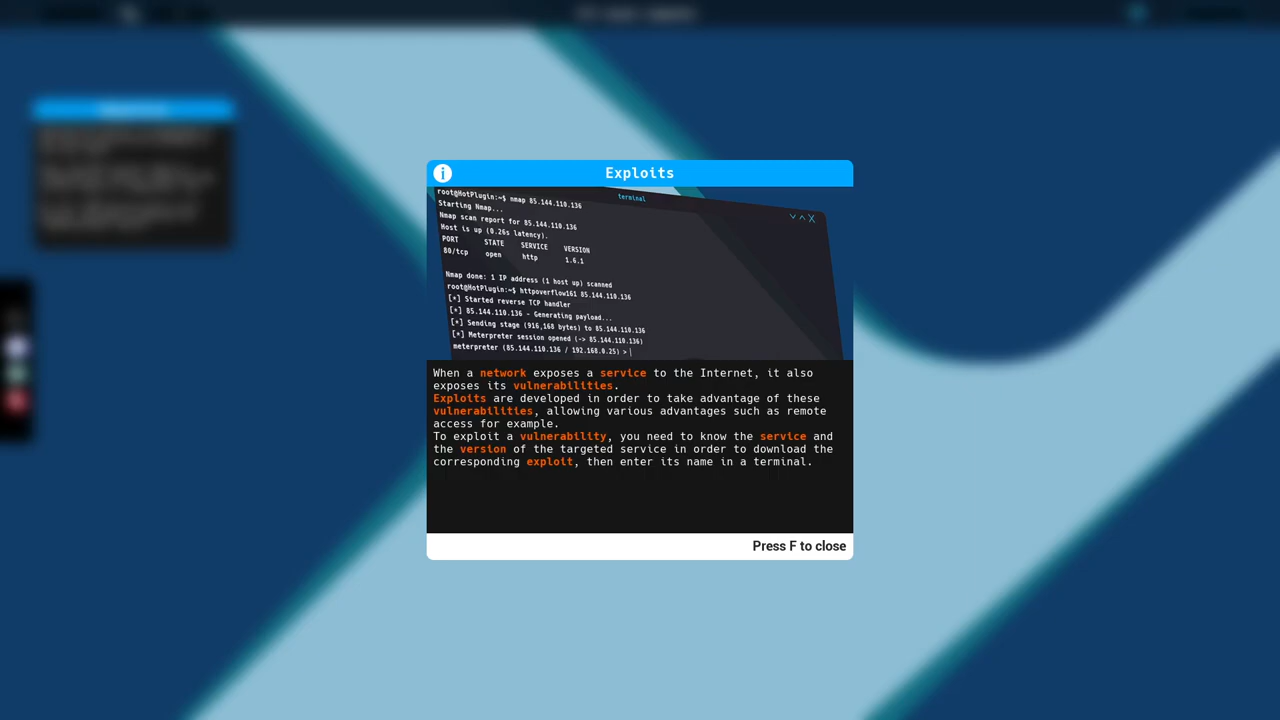 Exploits
root@HotPlugin:~$ nmap 85.144.110.136
terminal
Starting Nmap...
Nmap scan report for 85.144.110.136
Host is up (0.26s latency).
PORT STATE SERVICE VERSION
80/tcp open http 1.6.1
Nmap done: 1 IP address (1 host up) scanned
root@HotPlugin:~$ httpoverflow161 85.144.110.136
[*] Started reverse TCP handler
[*] 85.144.110.136 - Generating payload...
[*] Sending stage (916,168 bytes) to 85.144.110.136
[*] Meterpreter session opened (-> 85.144.110.136)
meterpreter (85.144.110.136 / 192.168.0.25) > |
When a network exposes a service to the Internet, it also
exposes its vulnerabilities.
Exploits are developed in order to take advantage of these
vulnerabilities, allowing various advantages such as remote
access for example.
To exploit a vulnerability, you need to know the service and
the version of the targeted service in order to download the
corresponding exploit, then enter its name in a terminal.
Press F to close